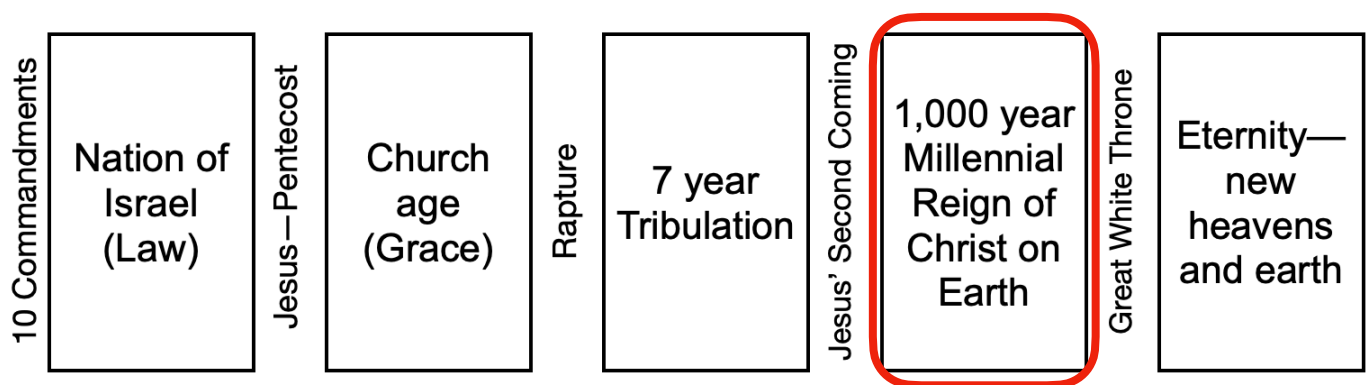 10 Commandments
Nation of
Israel
(Law)
Jesus—Pentecost
Church
age
(Grace)
Rapture
7 year
Tribulation
Jesus’ Second Coming
1,000 year
Millennial
Reign of
Christ on
Earth
Great White Throne
Eternity—
new
heavens
and earth